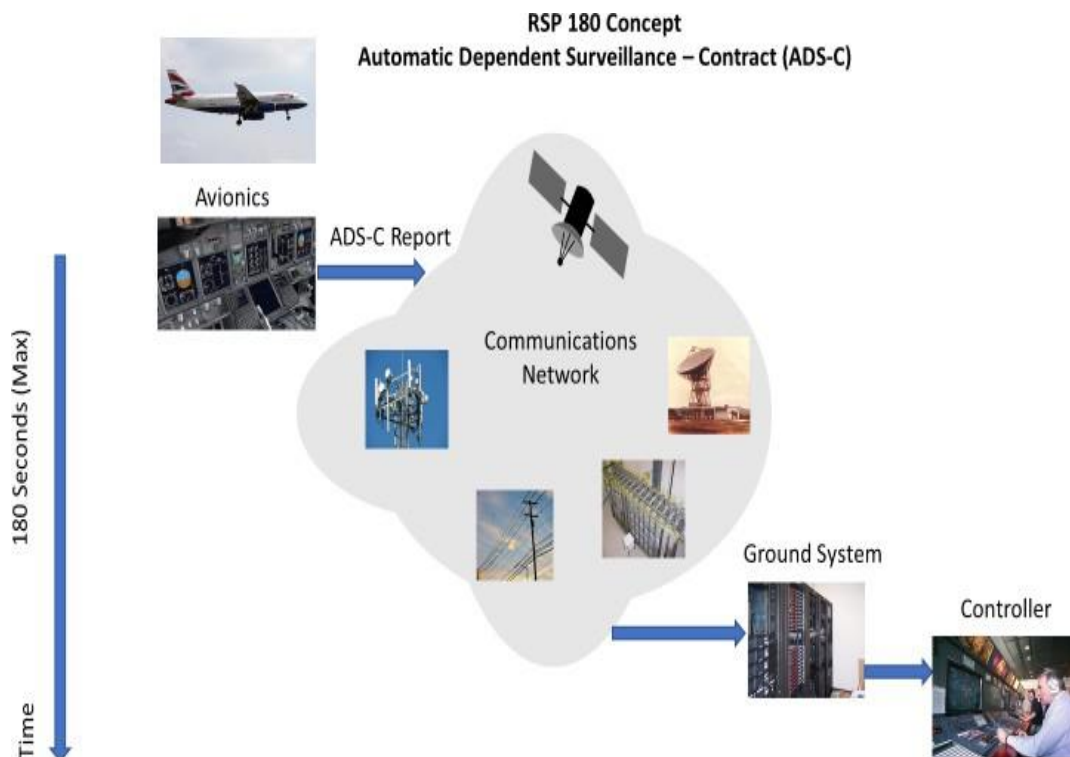 RSP 180 Concept
Automatic Dependent Surveillance – Contract (ADS-C)
Avionics
ADS-C Report
Communications
Network
180 Seconds (Max)
Ground System
Controller
Time